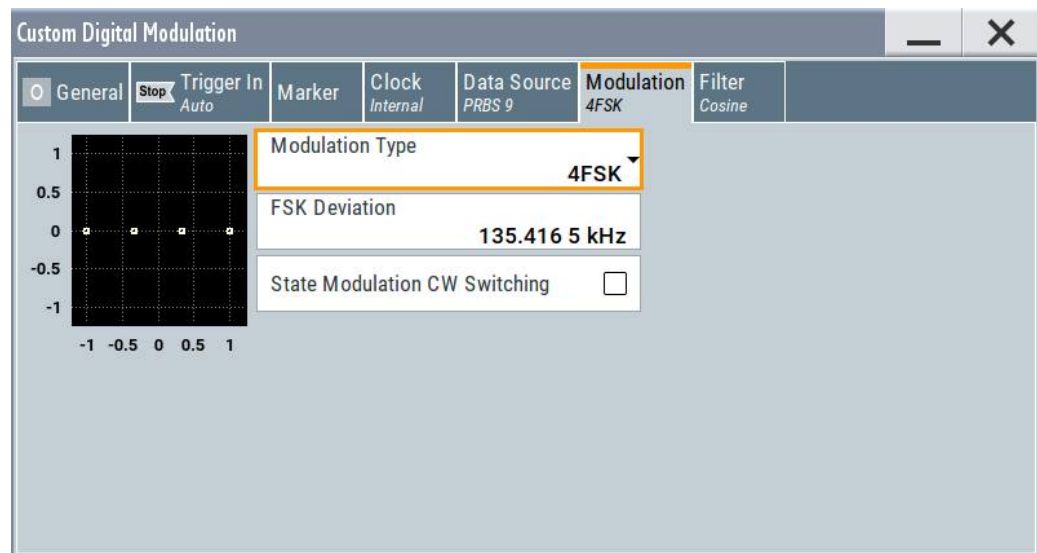 Custom Digital Modulation
General
Stop Trigger In
Auto
Marker
Clock
Internal
Data Source
PRBS 9
Modulation
4FSK
Filter
Cosine
1
0.5
0
-0.5
-1
-1 -0.5 0 0.5 1
Modulation Type
4FSK
FSK Deviation
135.416 5 kHz
State Modulation CW Switching